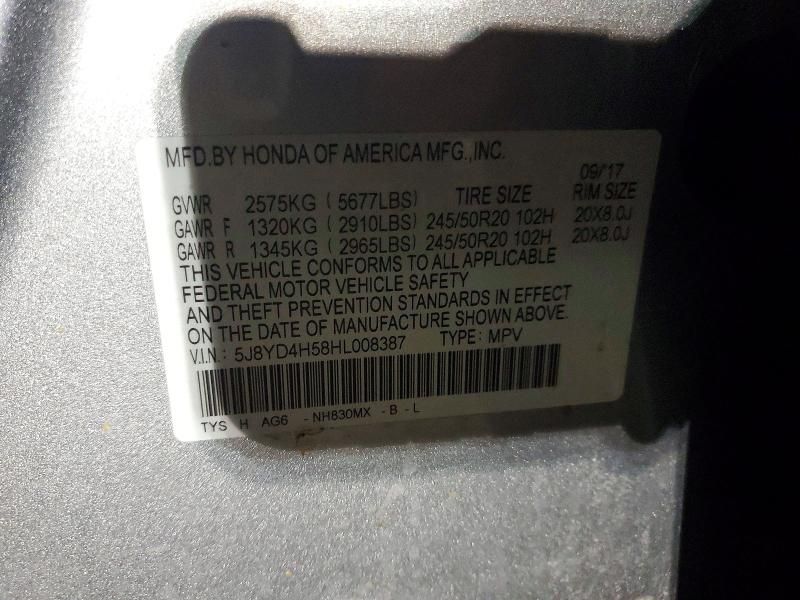 MFD.BY HONDA OF AMERICA MFG.,INC.
09/'17
GVWR 2575KG ( 5677LBS) TIRE SIZE RIM SIZE
GAWR F 1320KG ( 2910LBS) 245/50R20 102H 20X8.0J
GAWR R 1345KG ( 2965LBS) 245/50R20 102H 20X8.0J
THIS VEHICLE CONFORMS TO ALL APPLICABLE
FEDERAL MOTOR VEHICLE SAFETY
AND THEFT PREVENTION STANDARDS IN EFFECT
ON THE DATE OF MANUFACTURE SHOWN ABOVE.
V.I.N.: 5J8YD4H58HL008387 TYPE: MPV
TYS H AG6 - NH830MX - B - L